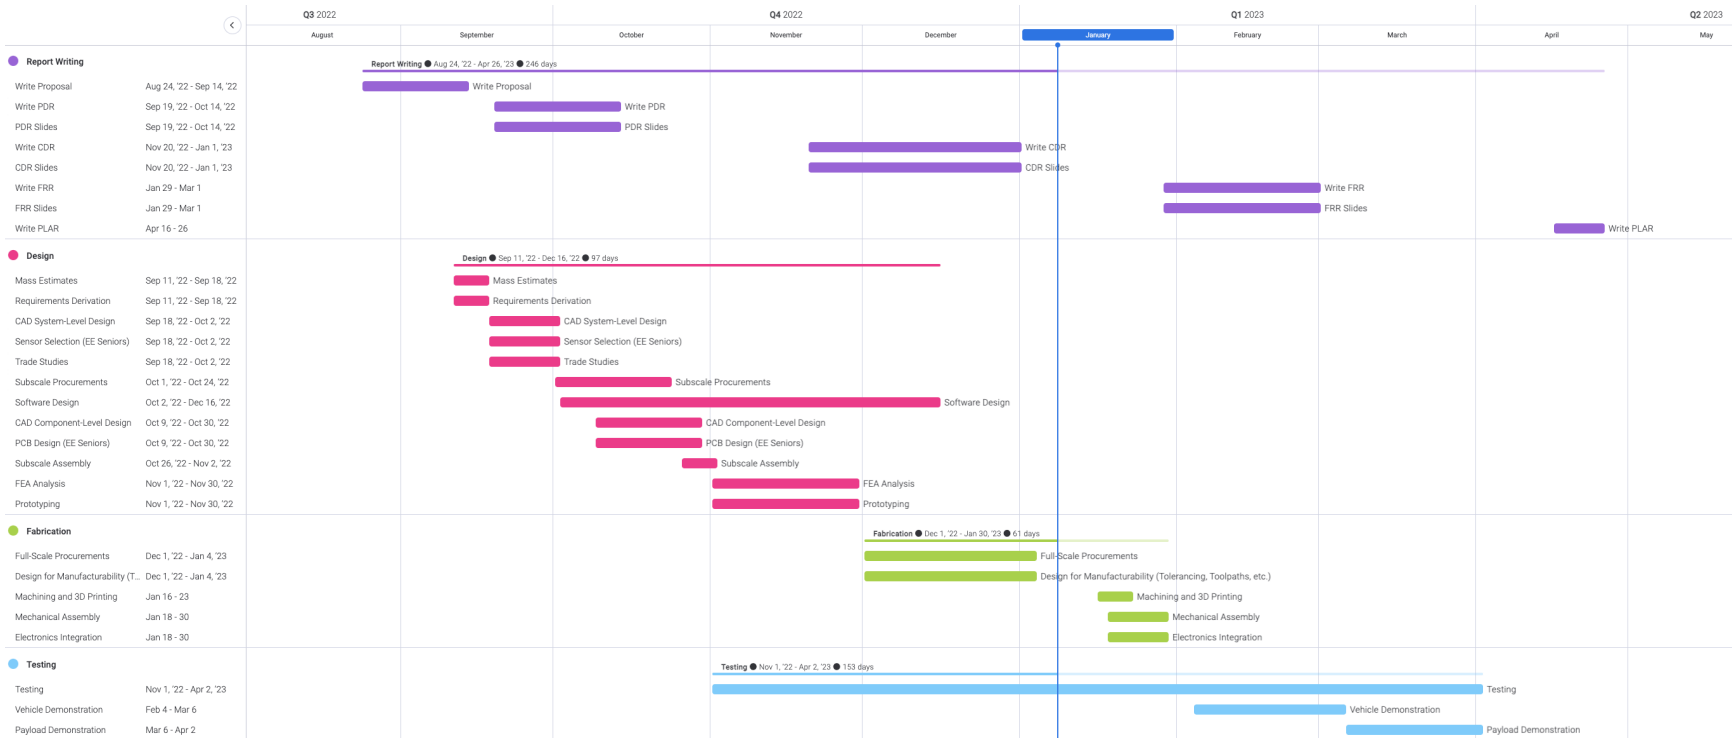 Q3 2022 Q4 2022 Q1 2023 Q2 2023
August September October November December January February March April May
Report Writing
Report Writing ● Aug 24, '22 - Apr 26, '23 ● 246 days
Write Proposal Aug 24, '22 - Sep 14, '22 Write Proposal
Write PDR Sep 19, '22 - Oct 14, '22 Write PDR
PDR Slides Sep 19, '22 - Oct 14, '22 PDR Slides
Write CDR Nov 20, '22 - Jan 1, '23 Write CDR
CDR Slides Nov 20, '22 - Jan 1, '23 CDR Slides
Write FRR Jan 29 - Mar 1 Write FRR
FRR Slides Jan 29 - Mar 1 FRR Slides
Write PLAR Apr 16 - 26 Write PLAR
Design
Design ● Sep 11, '22 - Dec 16, '22 ● 97 days
Mass Estimates Sep 11, '22 - Sep 18, '22 Mass Estimates
Requirements Derivation Sep 11, '22 - Sep 18, '22 Requirements Derivation
CAD System-Level Design Sep 18, '22 - Oct 2, '22 CAD System-Level Design
Sensor Selection (EE Seniors) Sep 18, '22 - Oct 2, '22 Sensor Selection (EE Seniors)
Trade Studies Sep 18, '22 - Oct 2, '22 Trade Studies
Subscale Procurements Oct 1, '22 - Oct 24, '22 Subscale Procurements
Software Design Oct 2, '22 - Dec 16, '22 Software Design
CAD Component-Level Design Oct 9, '22 - Oct 30, '22 CAD Component-Level Design
PCB Design (EE Seniors) Oct 9, '22 - Oct 30, '22 PCB Design (EE Seniors)
Subscale Assembly Oct 26, '22 - Nov 2, '22 Subscale Assembly
FEA Analysis Nov 1, '22 - Nov 30, '22 FEA Analysis
Prototyping Nov 1, '22 - Nov 30, '22 Prototyping
Fabrication
Fabrication ● Dec 1, '22 - Jan 30, '23 ● 61 days
Full-Scale Procurements Dec 1, '22 - Jan 4, '23 Full-Scale Procurements
Design for Manufacturability (T... Dec 1, '22 - Jan 4, '23 Design for Manufacturability (Tolerancing, Toolpaths, etc.)
Machining and 3D Printing Jan 16 - 23 Machining and 3D Printing
Mechanical Assembly Jan 18 - 30 Mechanical Assembly
Electronics Integration Jan 18 - 30 Electronics Integration
Testing
Testing ● Nov 1, '22 - Apr 2, '23 ● 153 days
Testing Nov 1, '22 - Apr 2, '23 Testing
Vehicle Demonstration Feb 4 - Mar 6 Vehicle Demonstration
Payload Demonstration Mar 6 - Apr 2 Payload Demonstration